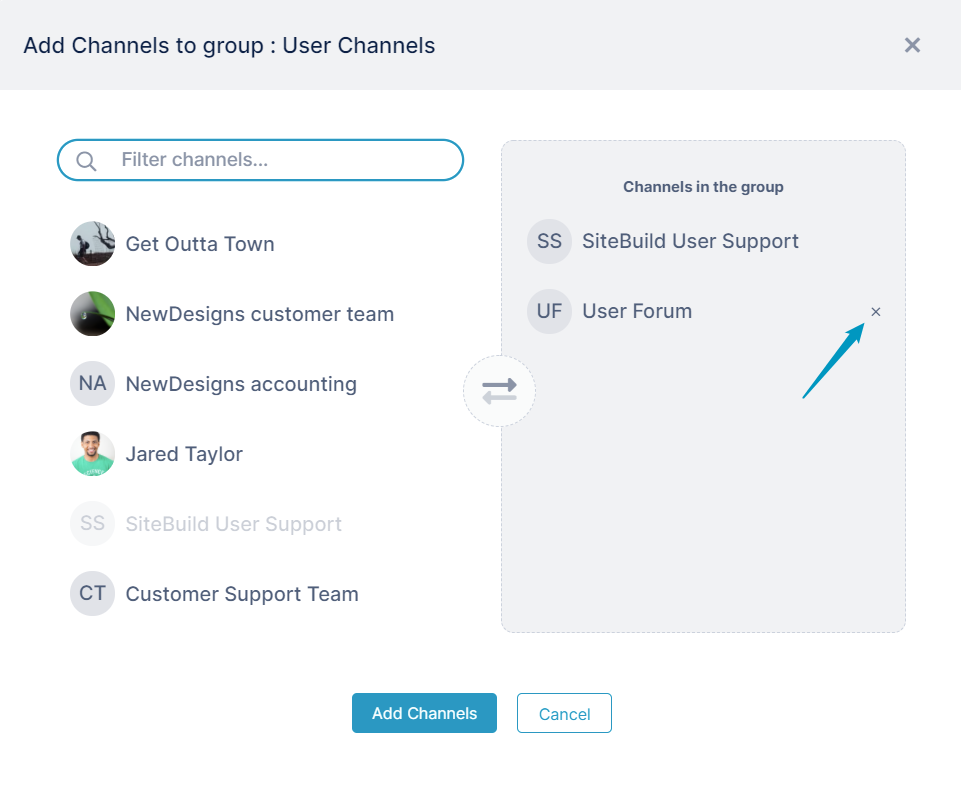 Add Channels to group : User Channels
Filter channels...
Get Outta Town
NewDesigns customer team
NA NewDesigns accounting
Jared Taylor
SS SiteBuild User Support
CT Customer Support Team
Channels in the group
SS SiteBuild User Support
UF User Forum
Add Channels
Cancel